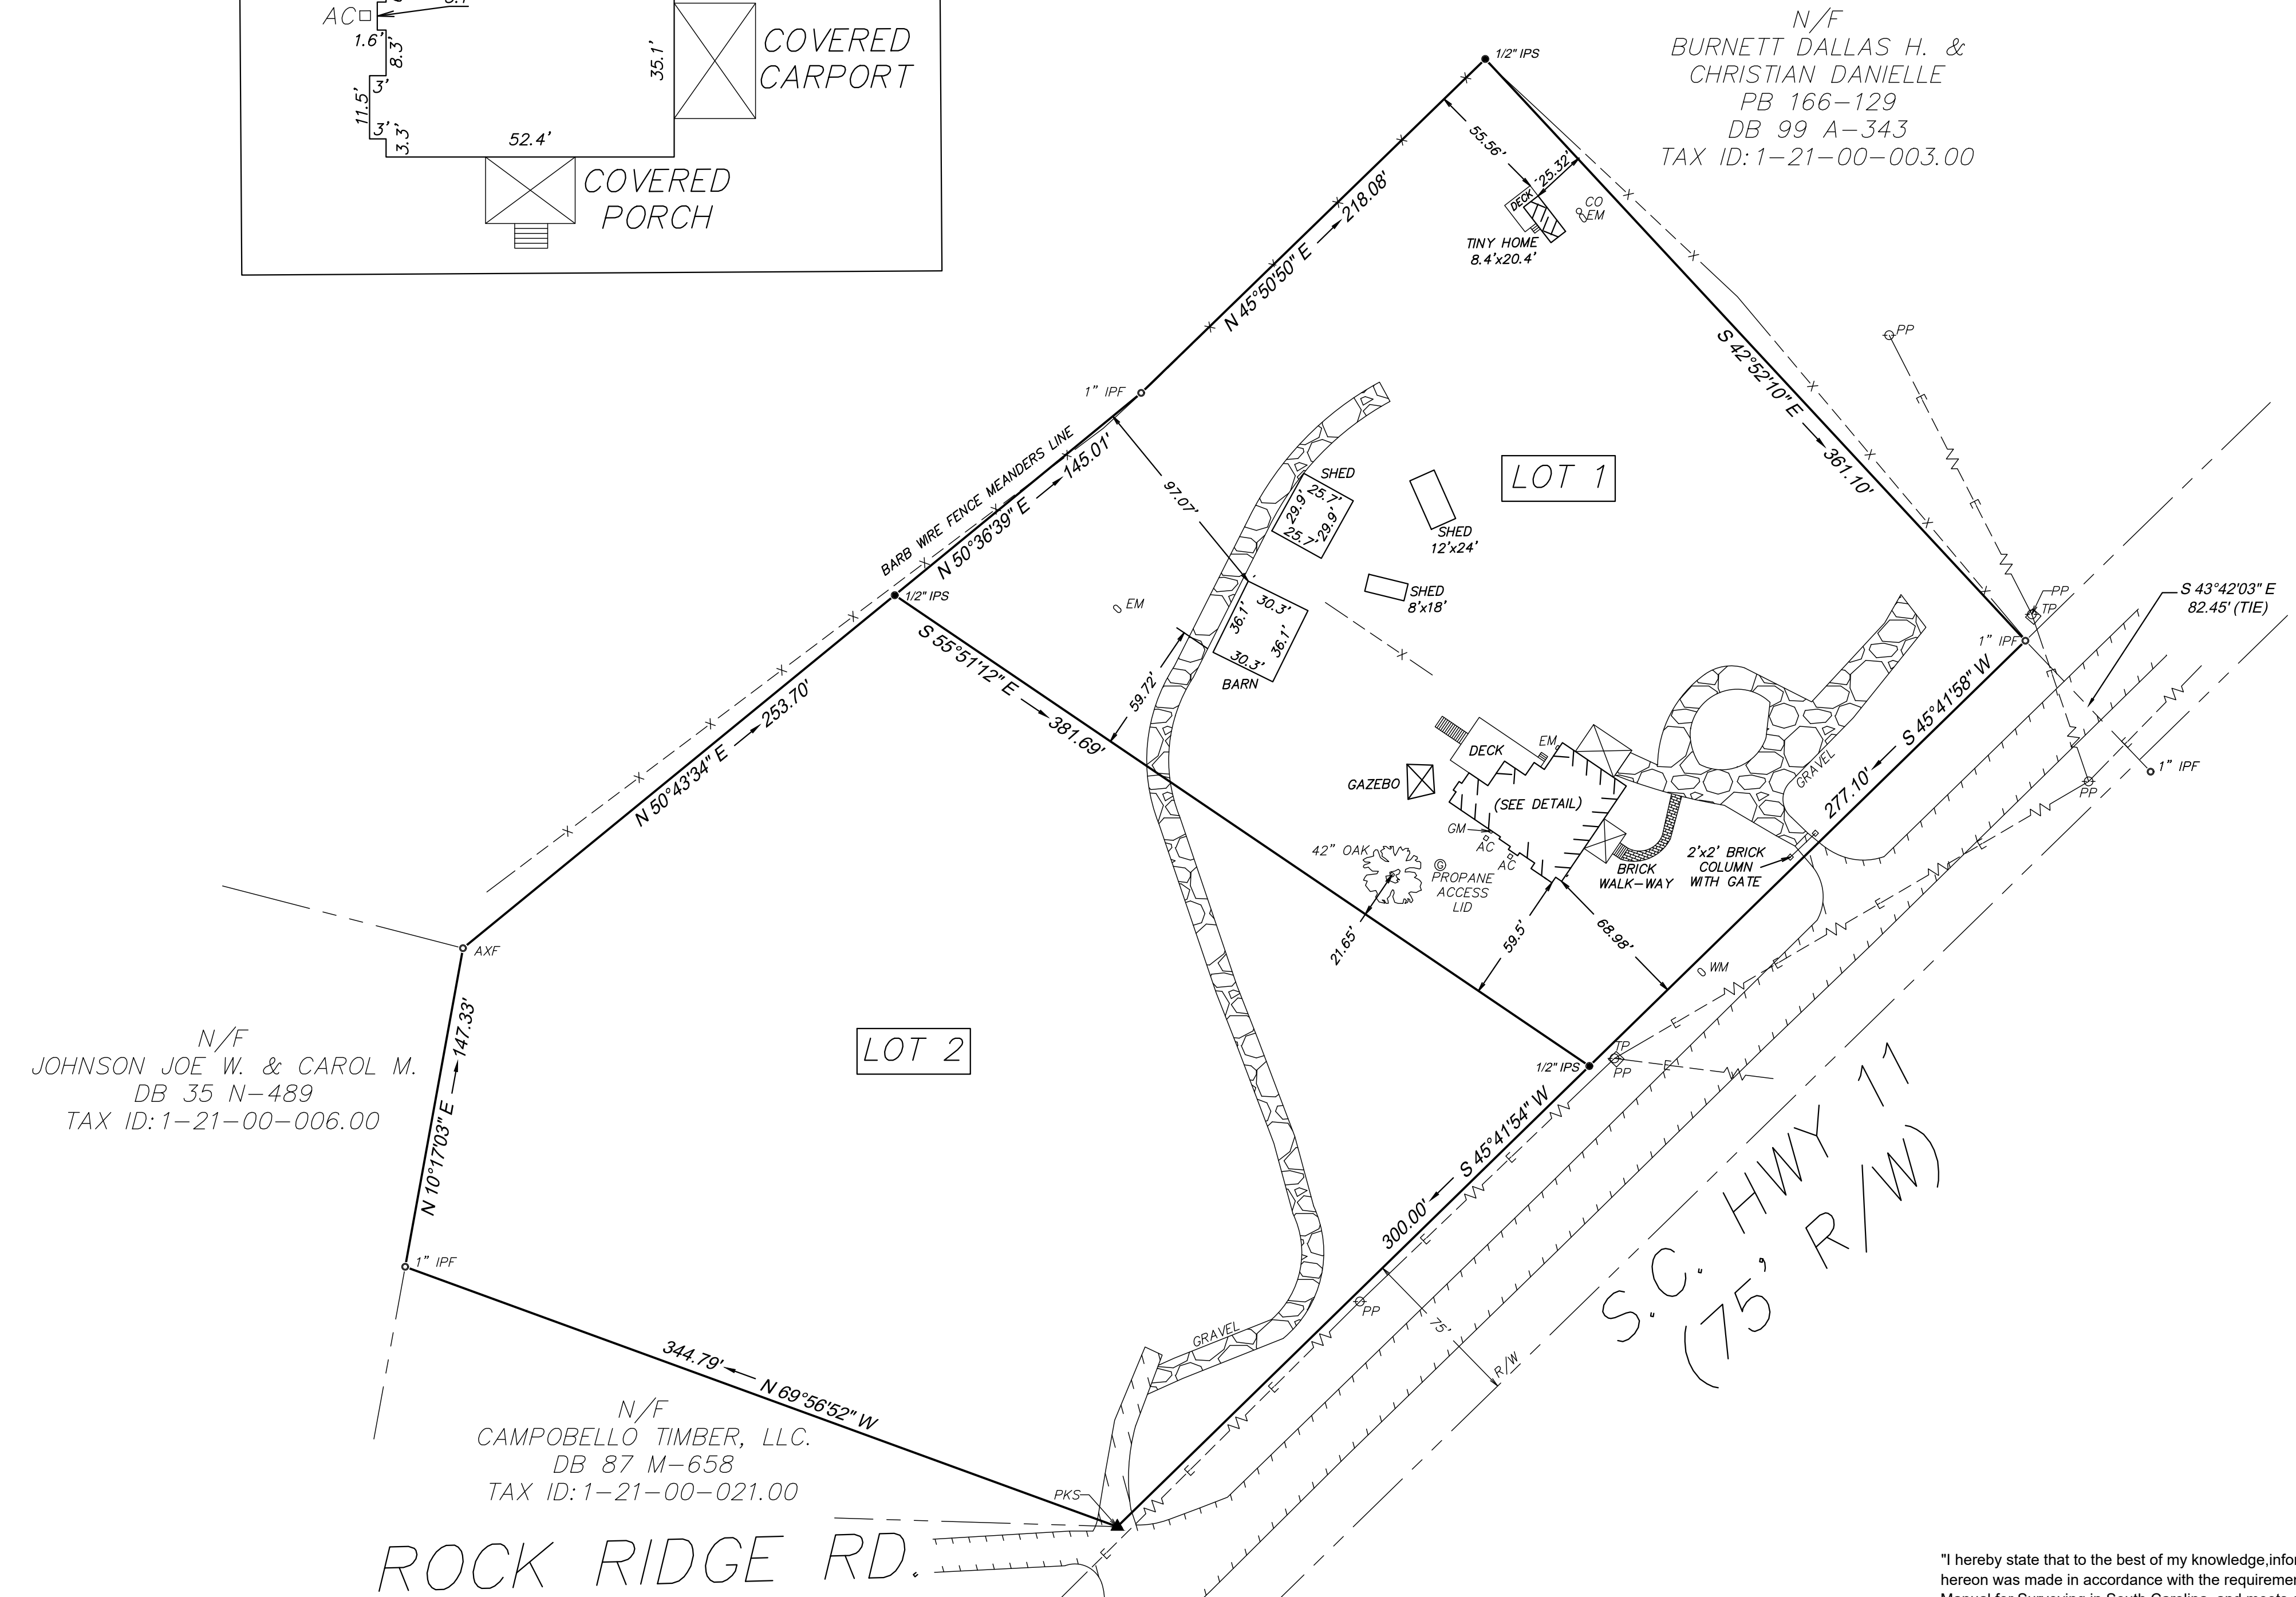 AC
1.6'
8.3'
3'
11.5'
3'
3.3'
52.4'
35.1'
COVERED
CARPORT
COVERED
PORCH
N/F
BURNETT DALLAS H. &
CHRISTIAN DANIELLE
PB 166-129
DB 99 A-343
TAX ID:1-21-00-003.00
1/2" IPS
55.56'
25.32'
DECK
CO
EM
TINY HOME
8.4'x20.4'
N 45°50'50" E 218.08'
S 42°52'10" E 361.10'
PP
1" IPF
BARB WIRE FENCE MEANDERS LINE
N 50°36'39" E 145.01'
97.07'
LOT 1
SHED
25.7'
29.9'
29.9'
25.7'
SHED
12'x24'
SHED
8'x18'
EM
30.3'
36.1'
36.1'
30.3'
BARN
59.72'
1/2" IPS
S 55°51'12" E 381.69'
N 50°43'34" E 253.70'
PP
TP
1" IPF
S 43°42'03" E
82.45' (TIE)
1" IPF
PP
S 45°41'58" W
277.10'
GRAVEL
DECK
EM
GAZEBO
(SEE DETAIL)
GM
AC
AC
42" OAK
G
PROPANE
ACCESS
LID
BRICK
WALK-WAY
2'x2' BRICK
COLUMN
WITH GATE
21.65'
59.5'
68.98'
WM
AXF
N 10°17'03" E 147.33'
N/F
JOHNSON JOE W. & CAROL M.
DB 35 N-489
TAX ID:1-21-00-006.00
LOT 2
1/2" IPS
TP
PP
S 45°41'54" W
300.00'
S.C. HWY 11
(75' R/W)
1" IPF
344.79' N 69°56'52" W
GRAVEL
PP
75'
R/W
N/F
CAMPOBELLO TIMBER, LLC.
DB 87 M-658
TAX ID:1-21-00-021.00
PKS
ROCK RIDGE RD.
"I hereby state that to the best of my knowledge,
hereon was made in accordance with the